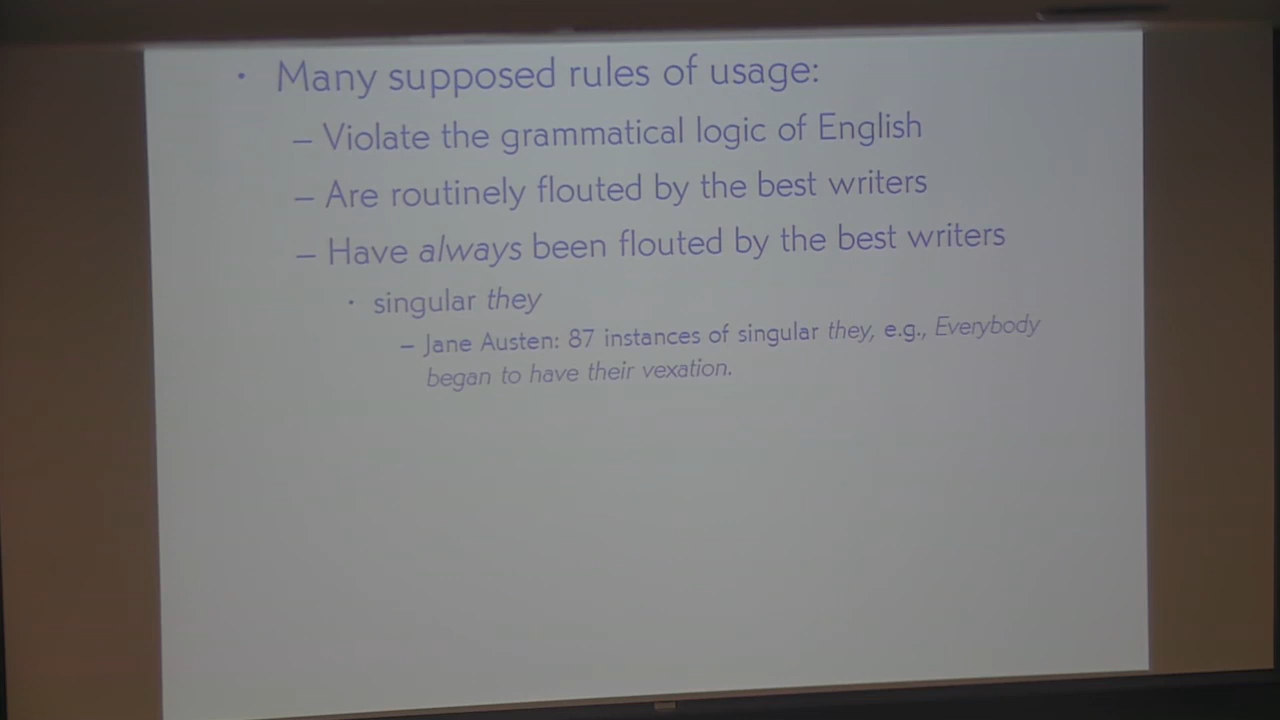 • Many supposed rules of usage:
– Violate the grammatical logic of English
– Are routinely flouted by the best writers
– Have always been flouted by the best writers
• singular they
– Jane Austen: 87 instances of singular they, e.g., Everybody
began to have their vexation.